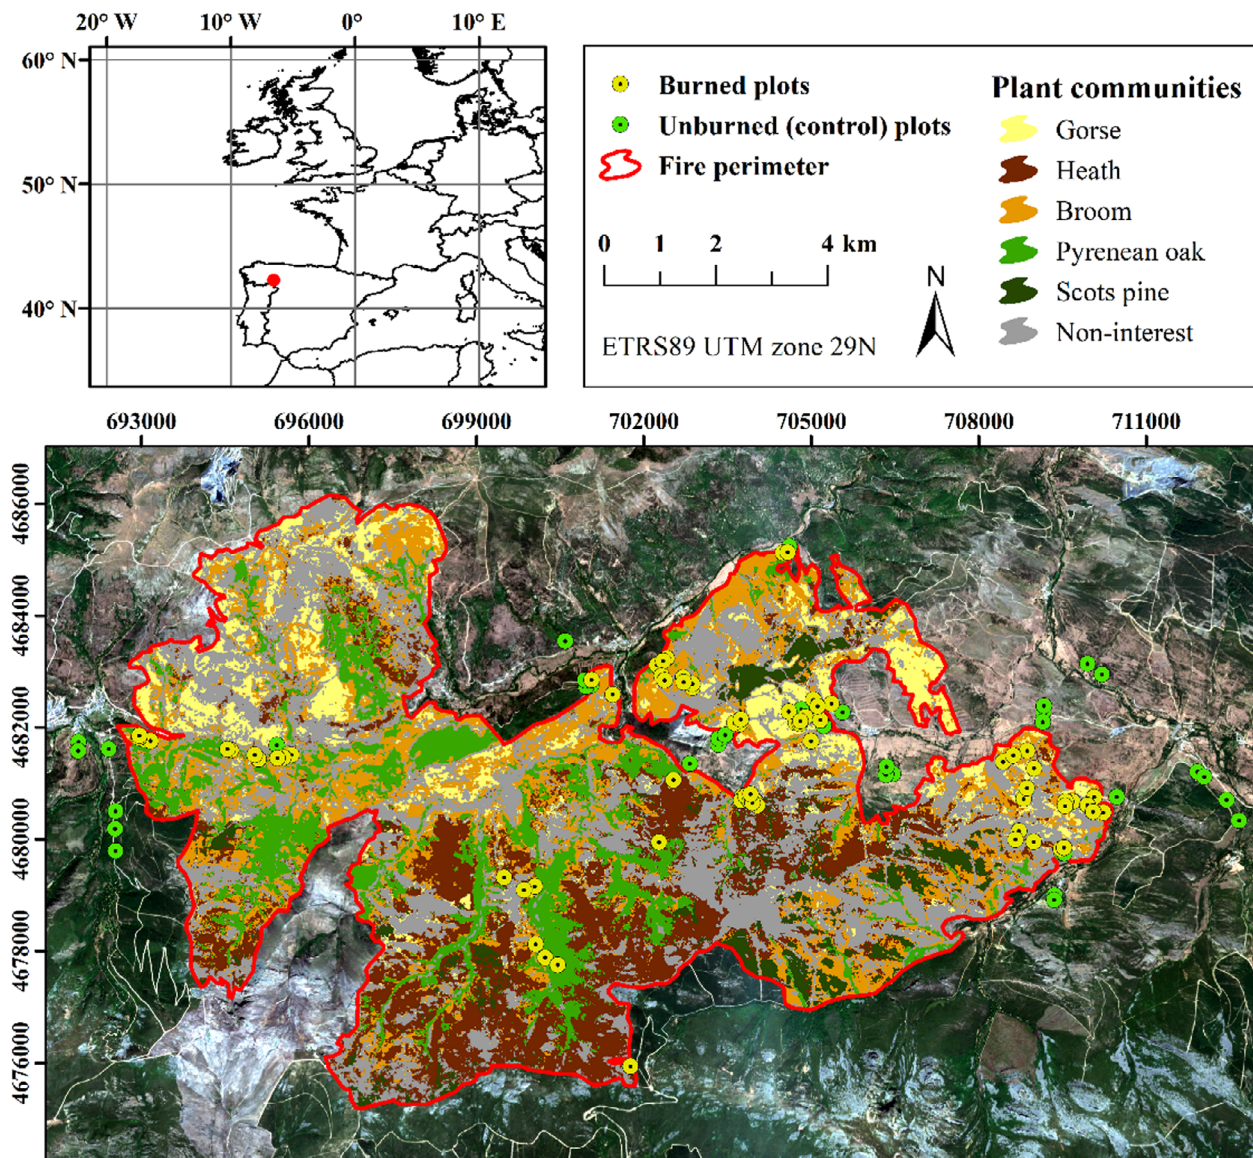 20° W 10° W 0° 10° E
60° N
50° N
40° N
Burned plots
Unburned (control) plots
Fire perimeter
0 1 2 4 km
ETRS89 UTM zone 29N
N
Plant communities
Gorse
Heath
Broom
Pyrenean oak
Scots pine
Non-interest
693000 696000 699000 702000 705000 708000 711000
4686000
4684000
4682000
4680000
4678000
4676000